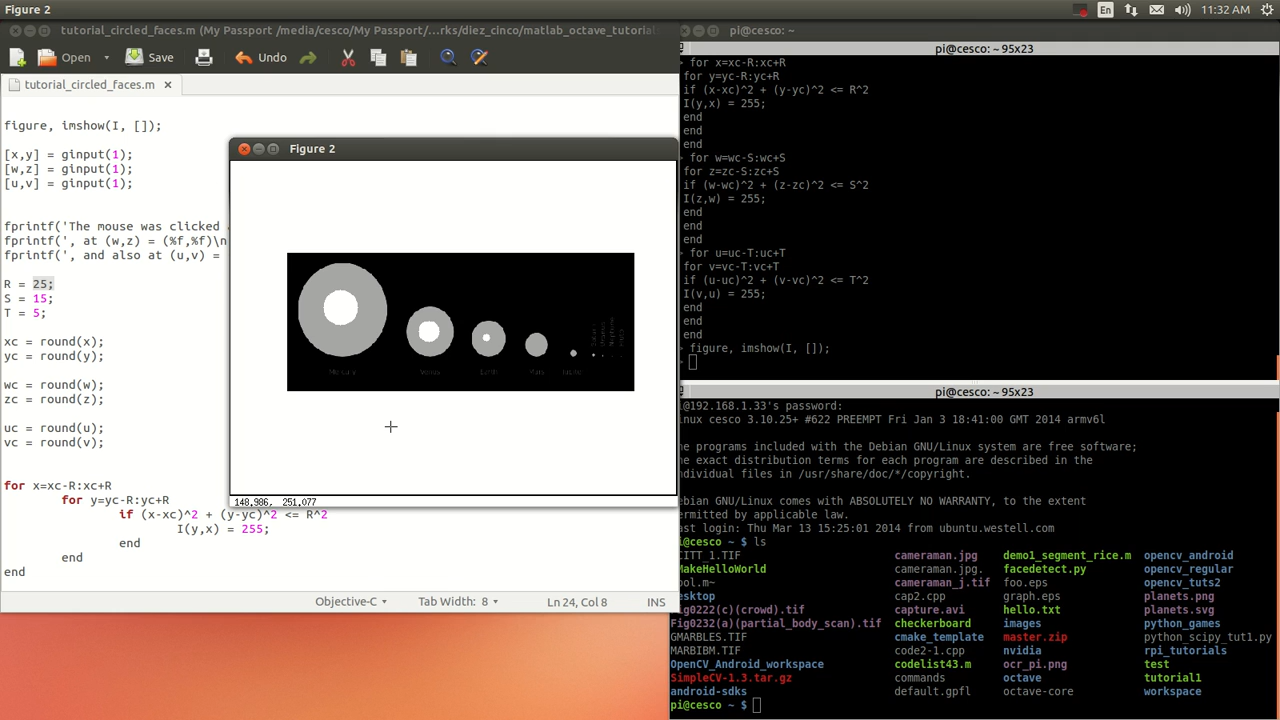 Figure 2
En
11:32 AM
tutorial_circled_faces.m (My Passport /media/cesco/My Passport/...rks/diez_cinco/matlab_octave_tutorial
Open
Save
Undo
tutorial_circled_faces.m
figure, imshow(I, []);
[x,y] = ginput(1);
[w,z] = ginput(1);
[u,v] = ginput(1);
fprintf('The mouse was clicked
fprintf(', at (w,z) = (%f,%f)\n
fprintf(', and also at (u,v) =
R = 25;
S = 15;
T = 5;
xc = round(x);
yc = round(y);
wc = round(w);
zc = round(z);
uc = round(u);
vc = round(v);
for x=xc-R:xc+R
for y=yc-R:yc+R
if (x-xc)^2 + (y-yc)^2 <= R^2
I(y,x) = 255;
end
end
end
Objective-C
Tab Width: 8
Ln 24, Col 8
INS
Figure 2
Mercury
Venus
Earth
Mars
148,986, 251,077
pi@cesco: ~
pi@cesco: ~ 95x23
for x=xc-R:xc+R
for y=yc-R:yc+R
if (x-xc)^2 + (y-yc)^2 <= R^2
I(y,x) = 255;
end
end
end
for w=wc-S:wc+S
for z=zc-S:zc+S
if (w-wc)^2 + (z-zc)^2 <= S^2
I(z,w) = 255;
end
end
end
for u=uc-T:uc+T
for v=vc-T:vc+T
if (u-uc)^2 + (v-vc)^2 <= T^2
I(v,u) = 255;
end
end
end
figure, imshow(I, []);
pi@cesco: ~ 95x23
i@192.168.1.33's password:
inux cesco 3.10.25+ #622 PREEMPT Fri Jan 3 18:41:00 GMT 2014 armv6l
he programs included with the Debian GNU/Linux system are free software;
he exact distribution terms for each program are described in the
ndividual files in /usr/share/doc/*/copyright.
ebian GNU/Linux comes with ABSOLUTELY NO WARRANTY, to the extent
ermitted by applicable law.
ast login: Thu Mar 13 15:25:01 2014 from ubuntu.westell.com
pi@cesco ~ $ ls
CITT_1.TIF cameraman.jpg demo1_segment_rice.m opencv_android
MakeHelloWorld cameraman.jpg. facedetect.py opencv_regular
ool.m~ cameraman_j.tif foo.eps opencv_tuts2
esktop cap2.cpp graph.eps planets.png
Fig0222(c)(crowd).tif capture.avi hello.txt planets.svg
Fig0232(a)(partial_body_scan).tif checkerboard images python_games
GMARBLES.TIF cmake_template master.zip python_scipy_tut1.py
MARBIBM.TIF code2-1.cpp nvidia rpi_tutorials
OpenCV_Android_workspace codelist43.m ocr_pi.png test
SimpleCV-1.3.tar.gz commands octave tutorial1
android-sdks default.gpfl octave-core workspace
pi@cesco ~ $